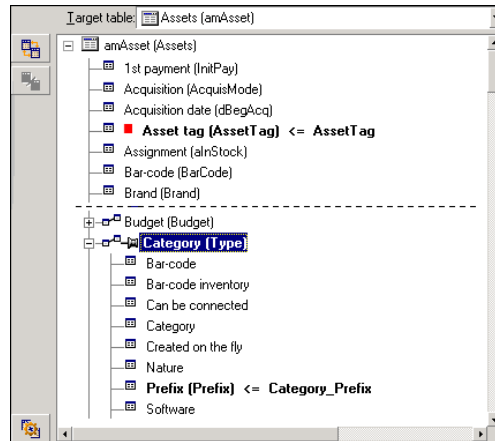 Target table: Assets (amAsset)
amAsset (Assets)
1st payment (InitPay)
Acquisition (AcquisMode)
Acquisition date (dBegAcq)
Asset tag (AssetTag) <= AssetTag
Assignment (aInStock)
Bar-code (BarCode)
Brand (Brand)
Budget (Budget)
Category (Type)
Bar-code
Bar-code inventory
Can be connected
Category
Created on the fly
Nature
Prefix (Prefix) <= Category_Prefix
Software